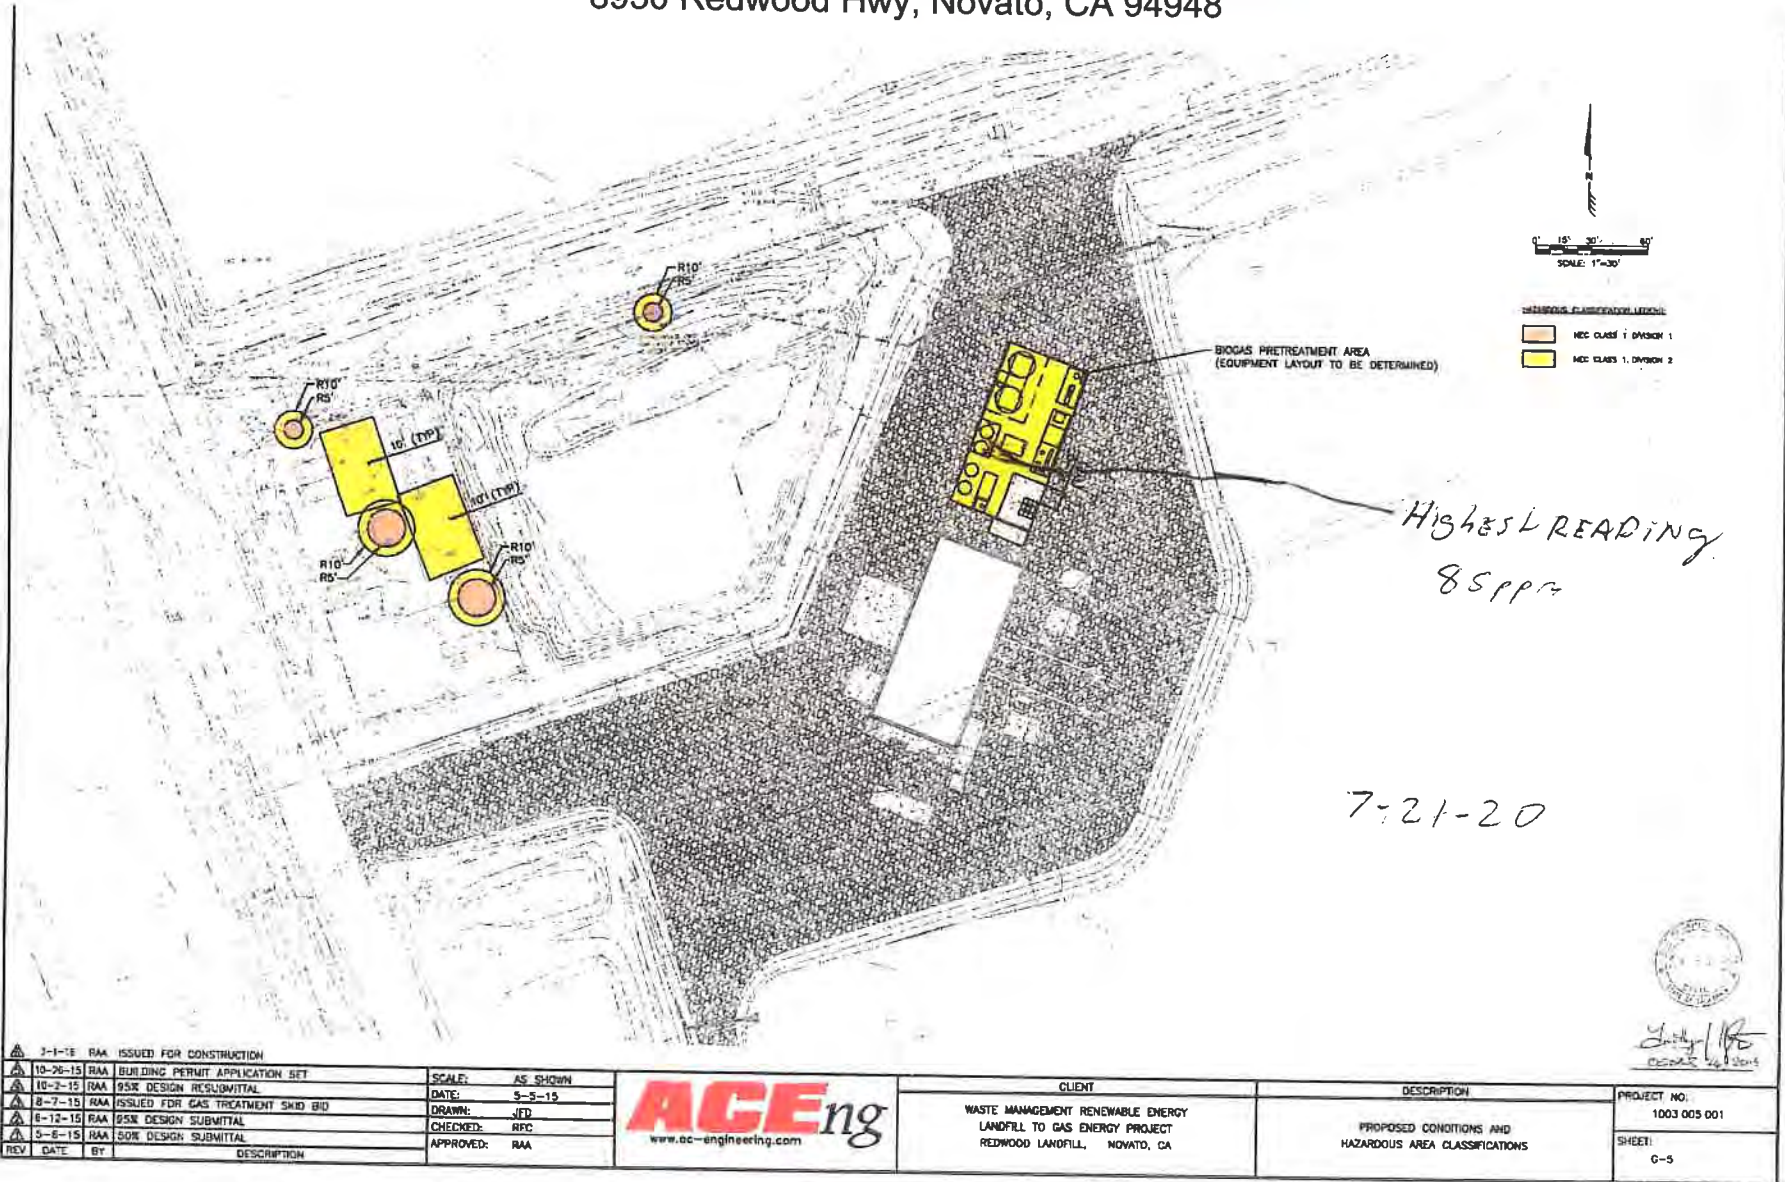 8950 Redwood Hwy, Novato, CA 94948
N
0' 15' 30' 60'
SCALE: 1"=30'
HAZARDOUS CLASSIFICATION LEGEND:
NEC CLASS 1 DIVISION 1
NEC CLASS 1, DIVISION 2
R10'
R5'
R10'
R5'
10' (TYP)
10' (TYP)
R10'
R5'
R10'
R5'
BIOGAS PRETREATMENT AREA
(EQUIPMENT LAYOUT TO BE DETERMINED)
HigHEST READiNg
85ppm
7-21-20
RAA ISSUED FOR CONSTRUCTION
10-26-15 RAA BUILDING PERMIT APPLICATION SET
10-2-15 RAA 95% DESIGN RESUBMITTAL
8-7-15 RAA ISSUED FOR GAS TREATMENT SKID BID
6-12-15 RAA 95% DESIGN SUBMITTAL
5-6-15 RAA 50% DESIGN SUBMITTAL
REV DATE BY DESCRIPTION
SCALE: AS SHOWN
DATE: 5-5-15
DRAWN: JFD
CHECKED: RFC
APPROVED: RAA
ACEng
www.ac-engineering.com
CLIENT
WASTE MANAGEMENT RENEWABLE ENERGY
LANDFILL TO GAS ENERGY PROJECT
REDWOOD LANDFILL, NOVATO, CA
DESCRIPTION
PROPOSED CONDITIONS AND
HAZARDOUS AREA CLASSIFICATIONS
PROJECT NO:
1003 005 001
SHEET:
G-5